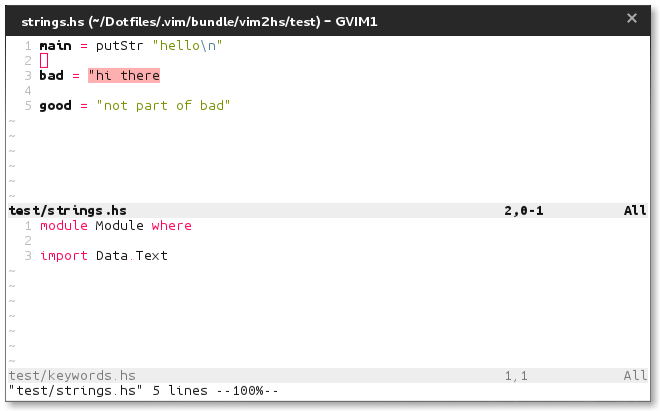 strings.hs (~/Dotfiles/.vim/bundle/vim2hs/test) - GVIM1 ×
1 main = putStr "hello\n"
2
3 bad = "hi there
4
5 good = "not part of bad"
~
~
~
~
~
~
test/strings.hs 2,0-1 All
1 module Module where
2
3 import Data.Text
~
~
~
~
~
~
~
test/keywords.hs 1,1 All
"test/strings.hs" 5 lines --100%--